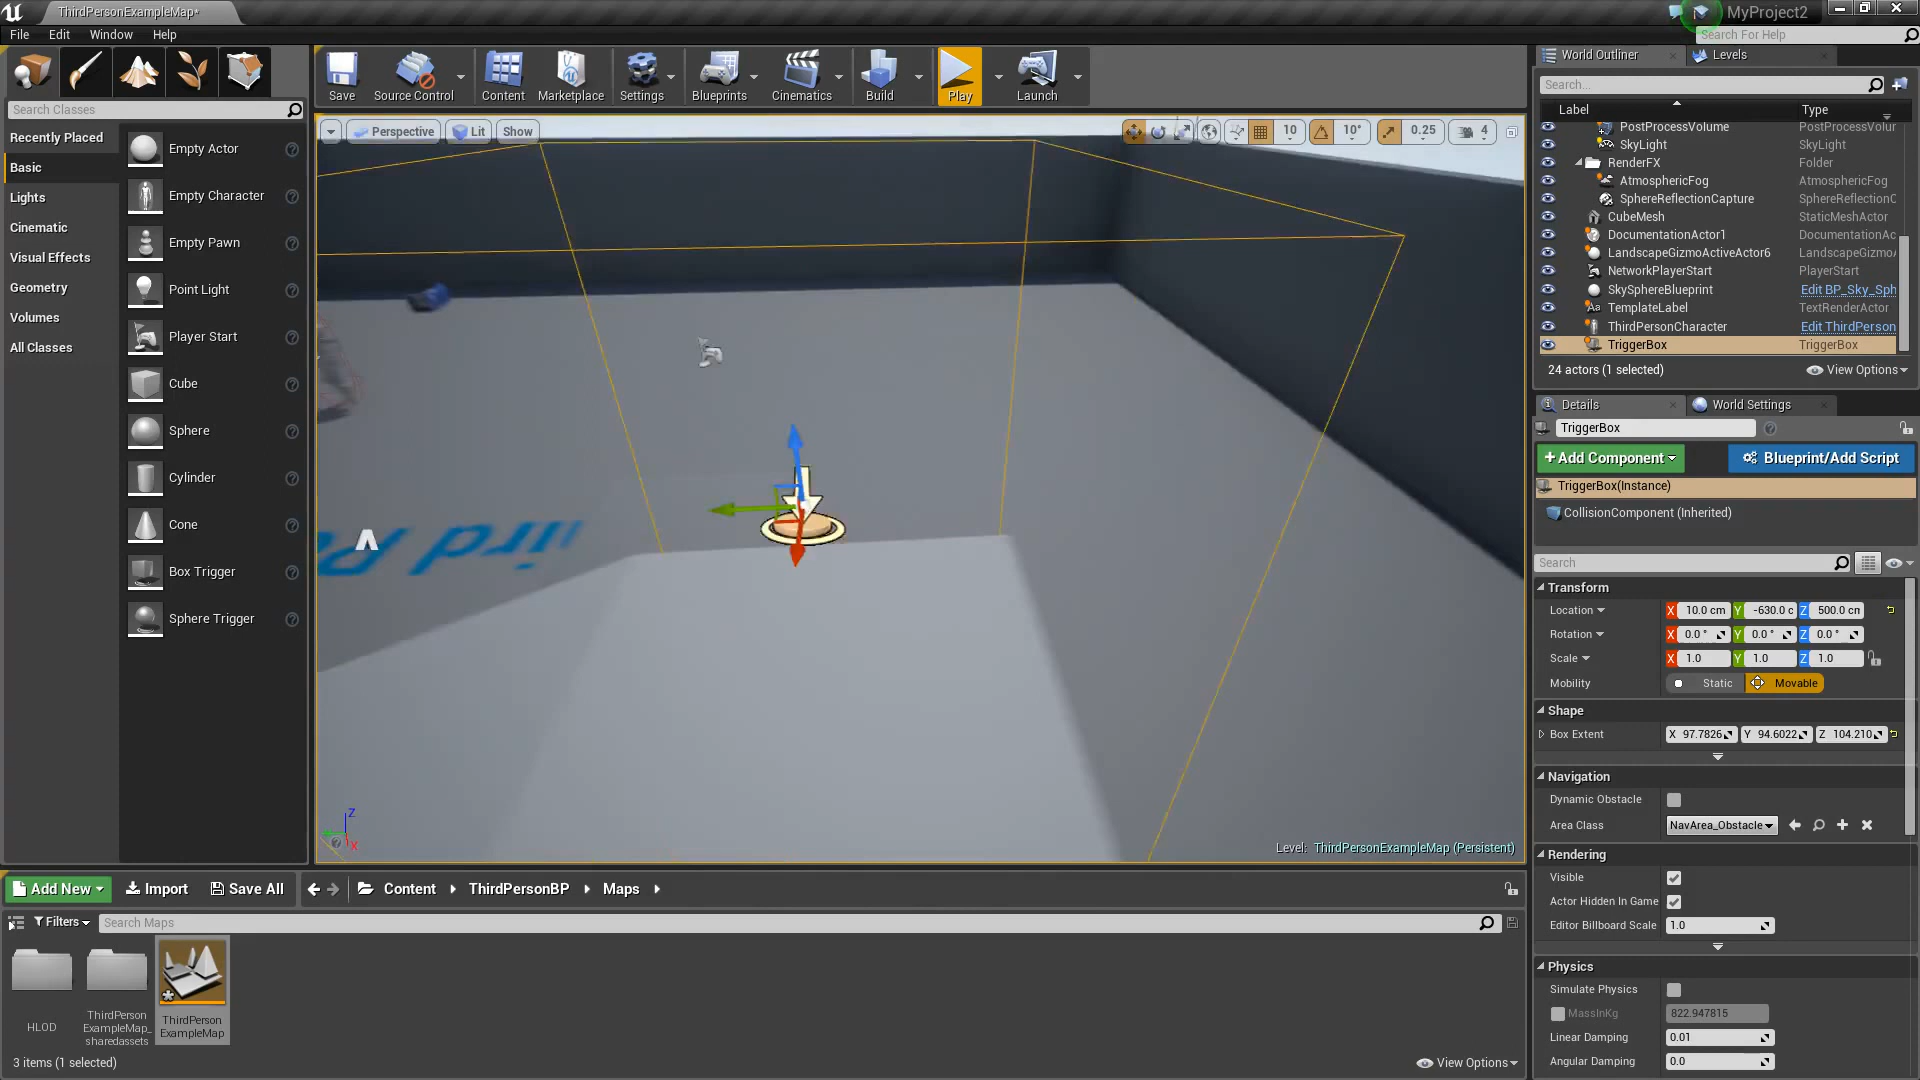 ThirdPersonExampleMap*
MyProject2
File Edit Window Help
Search For Help
Save
Source Control
Content
Marketplace
Settings
Blueprints
Cinematics
Build
Play
Launch
Search Classes
Recently Placed
Basic
Lights
Cinematic
Visual Effects
Geometry
Volumes
All Classes
Empty Actor
Empty Character
Empty Pawn
Point Light
Player Start
Cube
Sphere
Cylinder
Cone
Box Trigger
Sphere Trigger
Perspective
Lit
Show
10
10°
0.25
4
Level: ThirdPersonExampleMap (Persistent)
Z
X
World Outliner
Levels
Search...
Label Type
PostProcessVolume PostProcessVolur
SkyLight SkyLight
RenderFX Folder
AtmosphericFog AtmosphericFog
SphereReflectionCapture SphereReflectionC
CubeMesh StaticMeshActor
DocumentationActor1 DocumentationAc
LandscapeGizmoActiveActor6 LandscapeGizmo
NetworkPlayerStart PlayerStart
SkySphereBlueprint Edit BP_Sky_Sph
TemplateLabel TextRenderActor
ThirdPersonCharacter Edit ThirdPerson
TriggerBox TriggerBox
24 actors (1 selected)
View Options
Details
World Settings
TriggerBox
+Add Component
Blueprint/Add Script
TriggerBox(Instance)
CollisionComponent (Inherited)
Search
Transform
Location X 10.0 cm Y -630.0 c Z 500.0 cm
Rotation X 0.0 ° Y 0.0 ° Z 0.0 °
Scale X 1.0 Y 1.0 Z 1.0
Mobility Static Movable
Shape
Box Extent X 97.7826 Y 94.6022 Z 104.210
Navigation
Dynamic Obstacle
Area Class NavArea_Obstacle
Rendering
Visible
Actor Hidden In Game
Editor Billboard Scale 1.0
Physics
Simulate Physics
MassInKg 822.947815
Linear Damping 0.01
Angular Damping 0.0
Add New
Import
Save All
Content
ThirdPersonBP
Maps
Filters
Search Maps
HLOD
ThirdPerson
ExampleMap_
sharedassets
ThirdPerson
ExampleMap
3 items (1 selected)
View Options